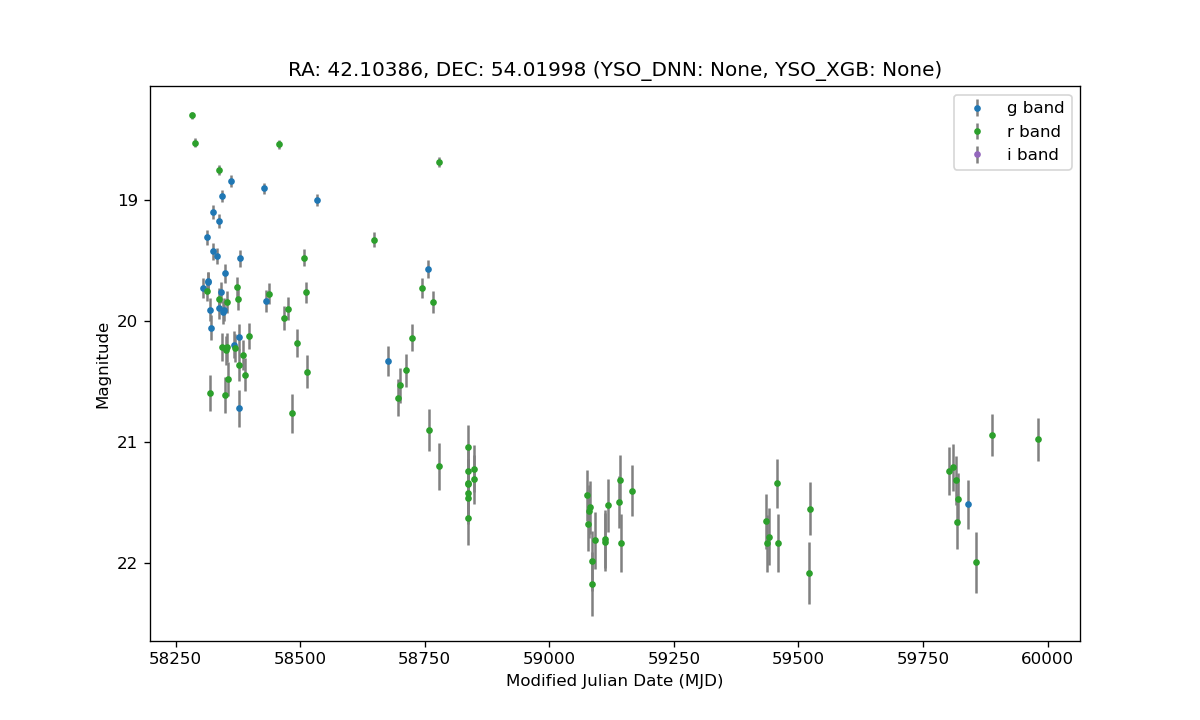 RA: 42.10386, DEC: 54.01998 (YSO_DNN: None, YSO_XGB: None)
g band
r band
i band
19
20
21
22
Magnitude
58250 58500 58750 59000 59250 59500 59750 60000
Modified Julian Date (MJD)